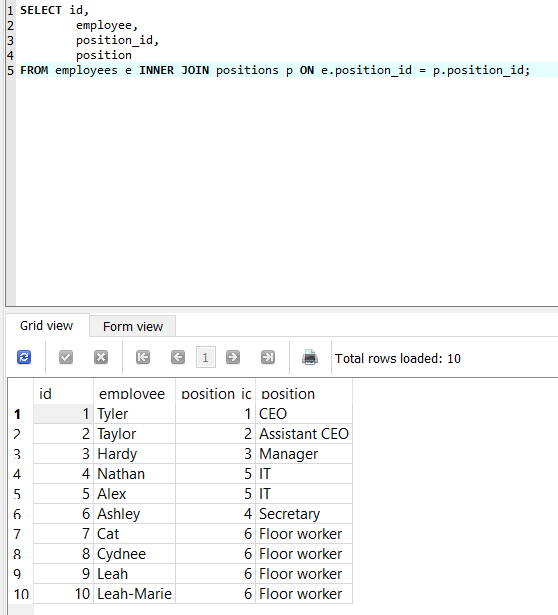 1 SELECT id,
2 employee,
3 position_id,
4 position
5 FROM employees e INNER JOIN positions p ON e.position_id = p.position_id;
Grid view Form view
1 Total rows loaded: 10
id employee position_id position
1 1 Tyler 1 CEO
2 2 Taylor 2 Assistant CEO
3 3 Hardy 3 Manager
4 4 Nathan 5 IT
5 5 Alex 5 IT
6 6 Ashley 4 Secretary
7 7 Cat 6 Floor worker
8 8 Cydnee 6 Floor worker
9 9 Leah 6 Floor worker
10 10 Leah-Marie 6 Floor worker